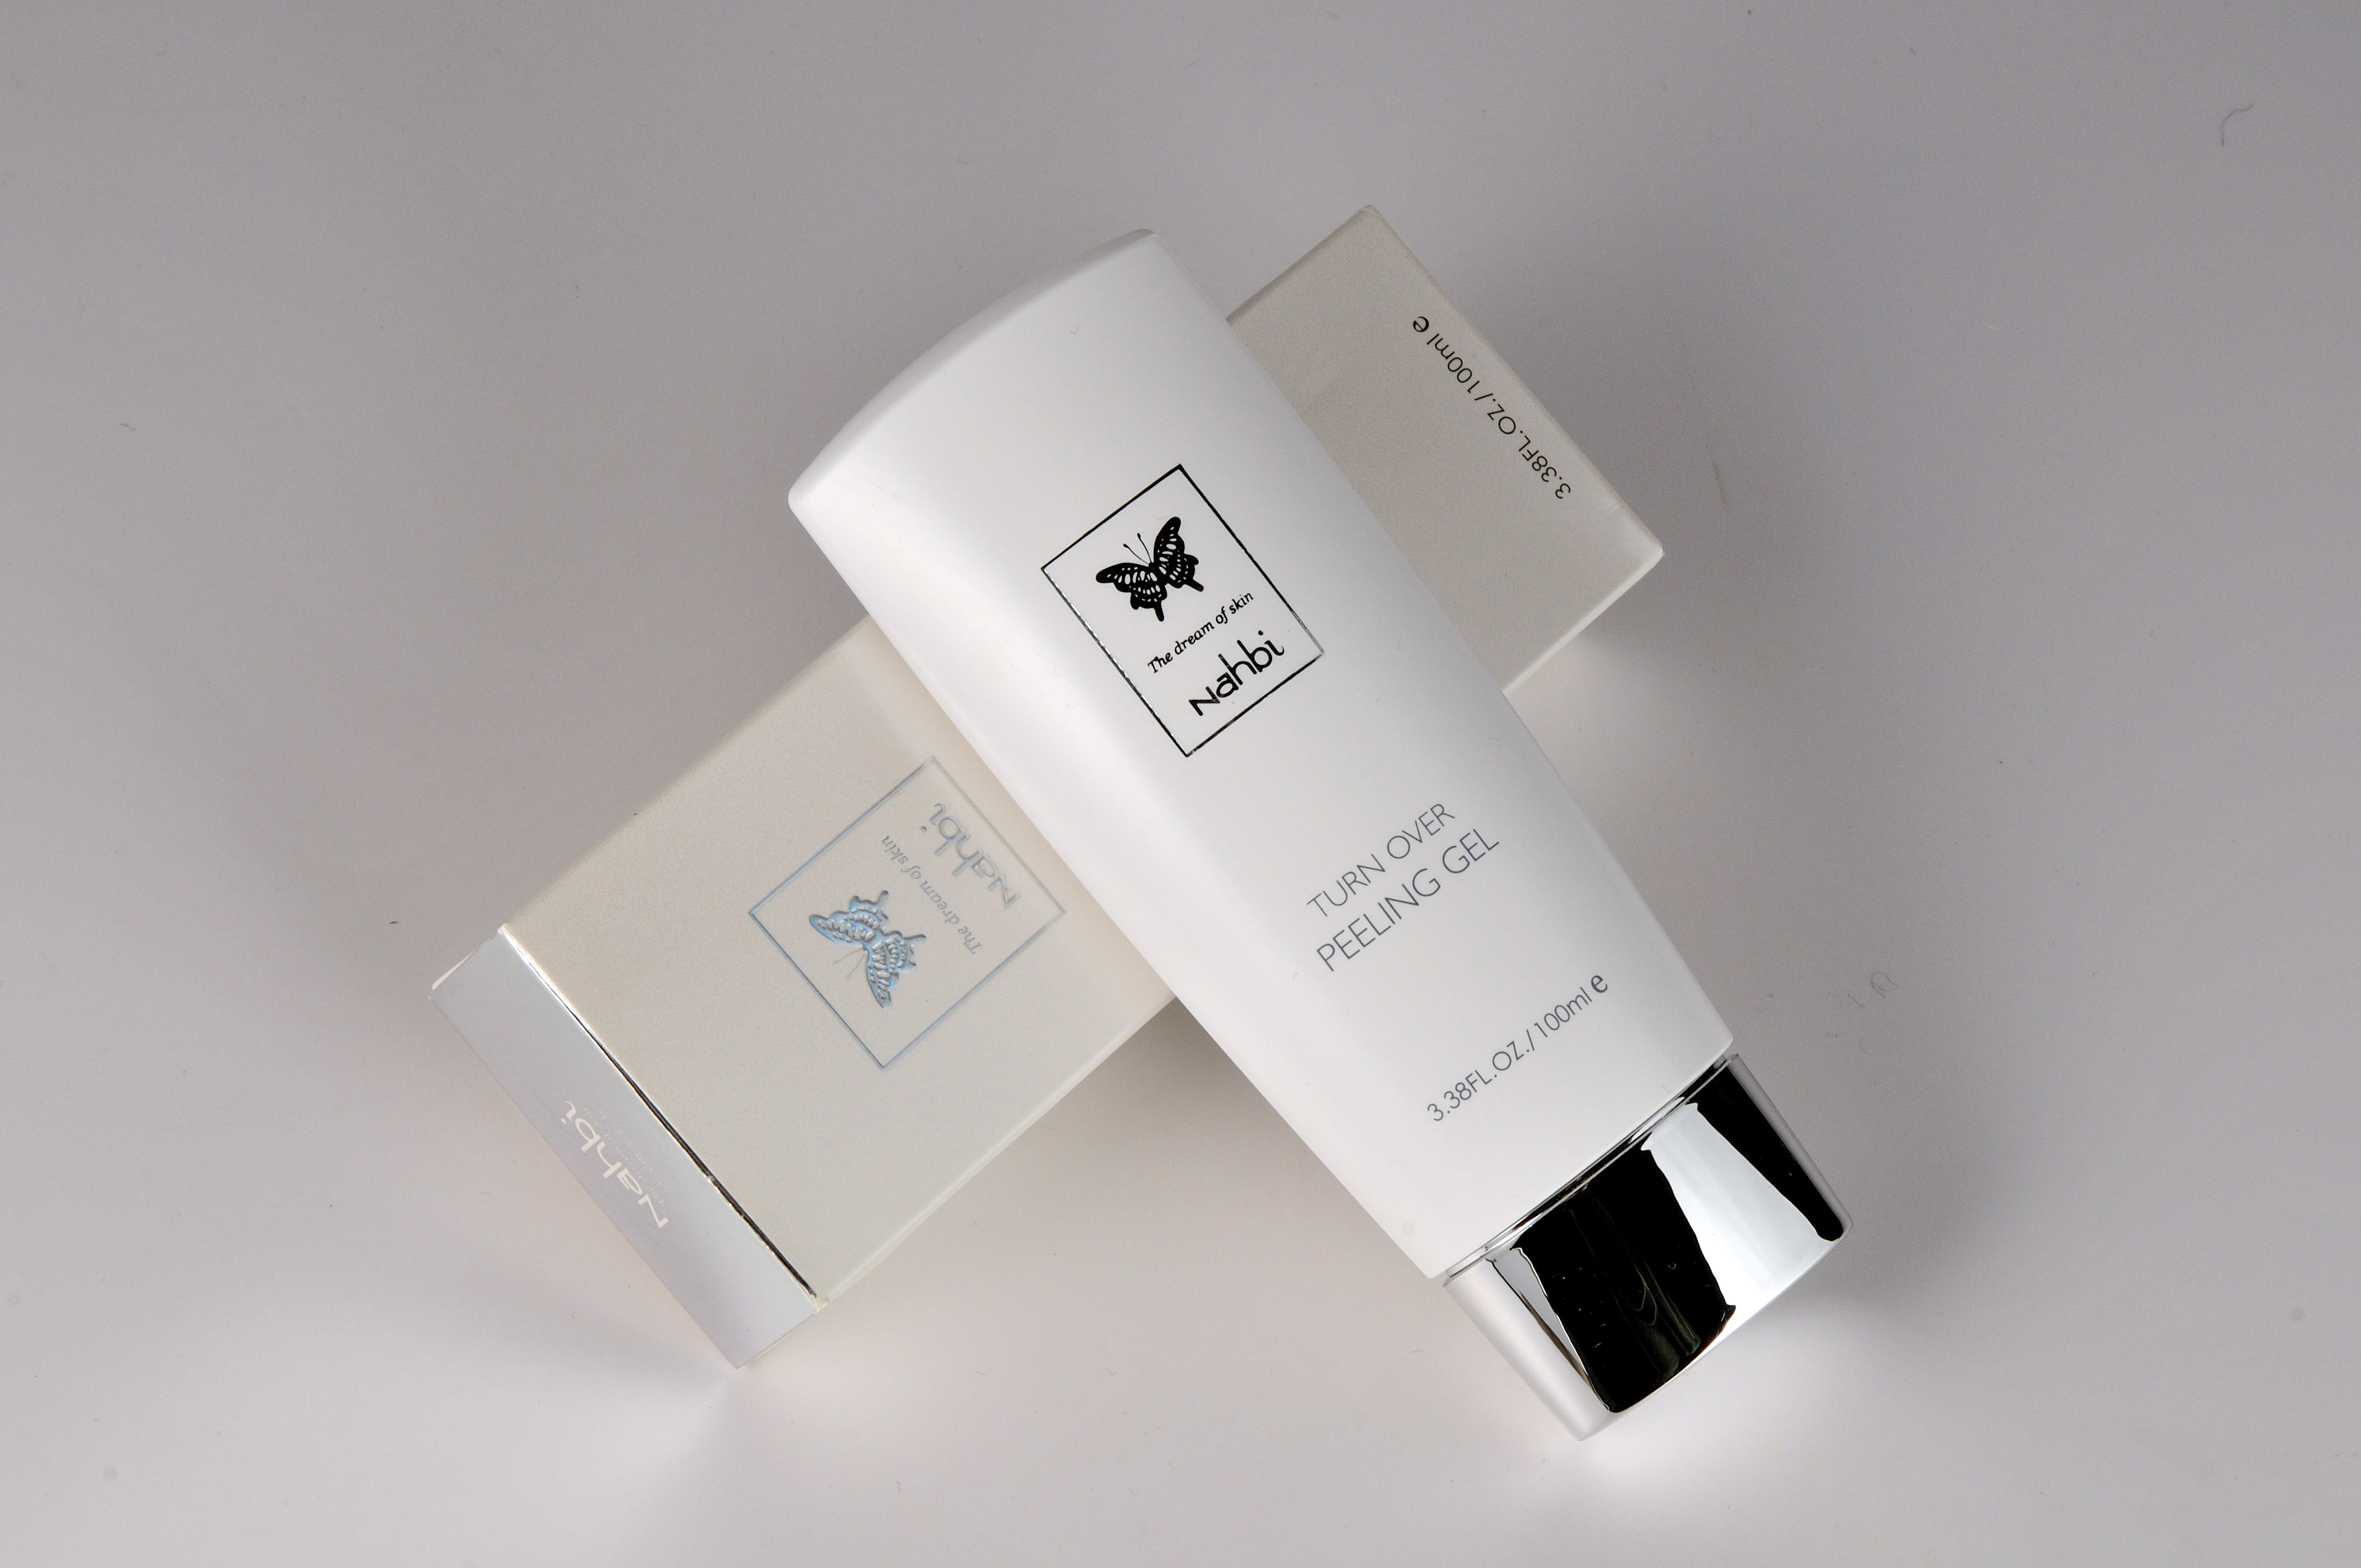 The dream of skin
Nahbi
TURN OVER
PEELING GEL
3.38FL.OZ./100ml e
3.38FL.OZ./100ml e
The dream of skin
Nahbi
Nahbi